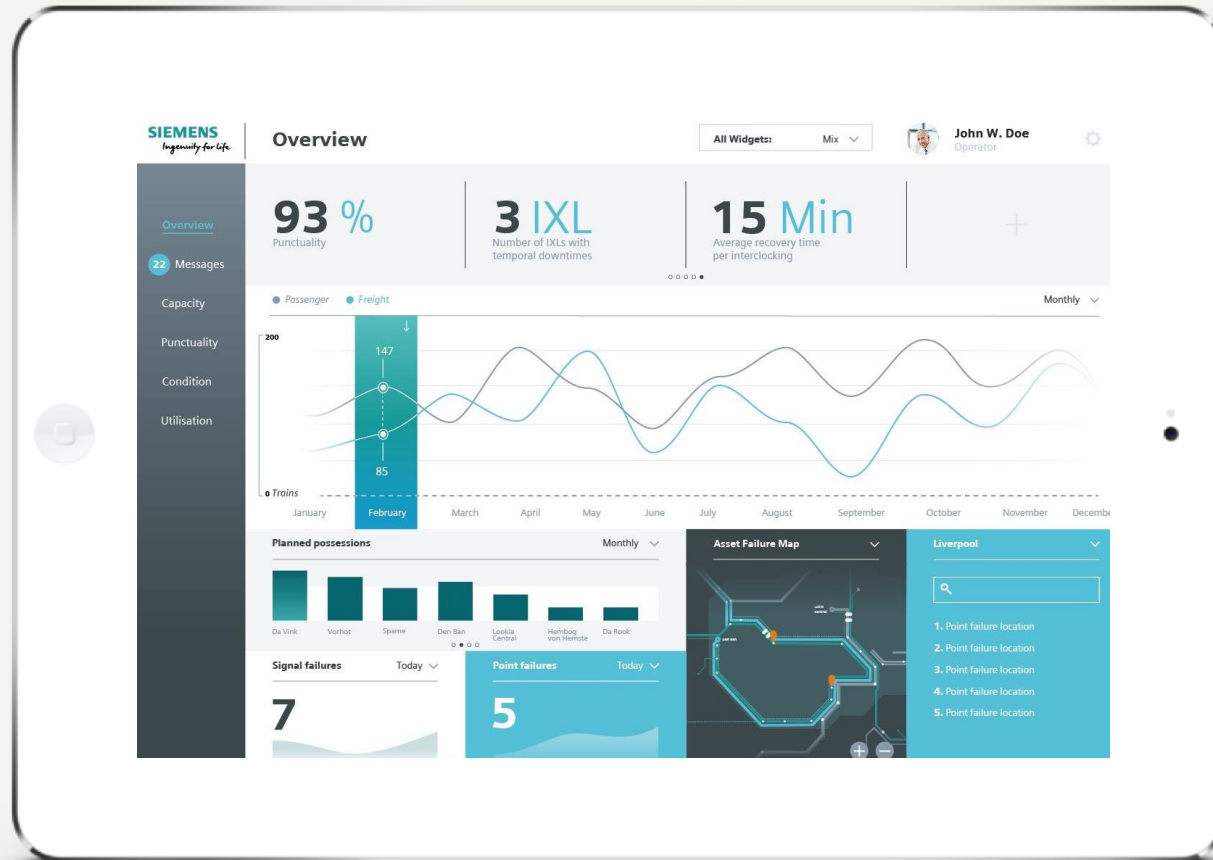 SIEMENS
Ingenuity for life
Overview
All Widgets:
Mix
John W. Doe
Operator
Overview
22 Messages
Capacity
Punctuality
Condition
Utilisation
93 %
Punctuality
3 IXL
Number of IXLs with
temporal downtimes
15 Min
Average recovery time
per interclocking
+
Passenger
Freight
Monthly
200
147
85
0 Trains
January
February
March
April
May
June
July
August
September
October
November
Decembe
Planned possessions
Monthly
Da Vink
Vorhot
Spame
Den Ban
Lookla
Central
Hembog
von Hemste
Da Rook
Signal failures
Today
7
Point failures
Today
5
Asset Failure Map
+
−
Liverpool
1. Point failure location
2. Point failure location
3. Point failure location
4. Point failure location
5. Point failure location